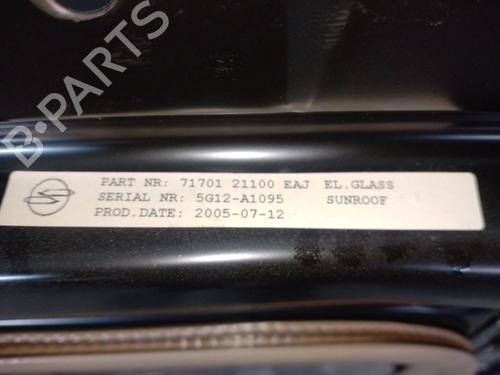 B-PARTS
PART NR: 71701 21100 EAJ EL.GLASS
SERIAL NR: 5G12-A1095 SUNROOF
PROD.DATE: 2005-07-12